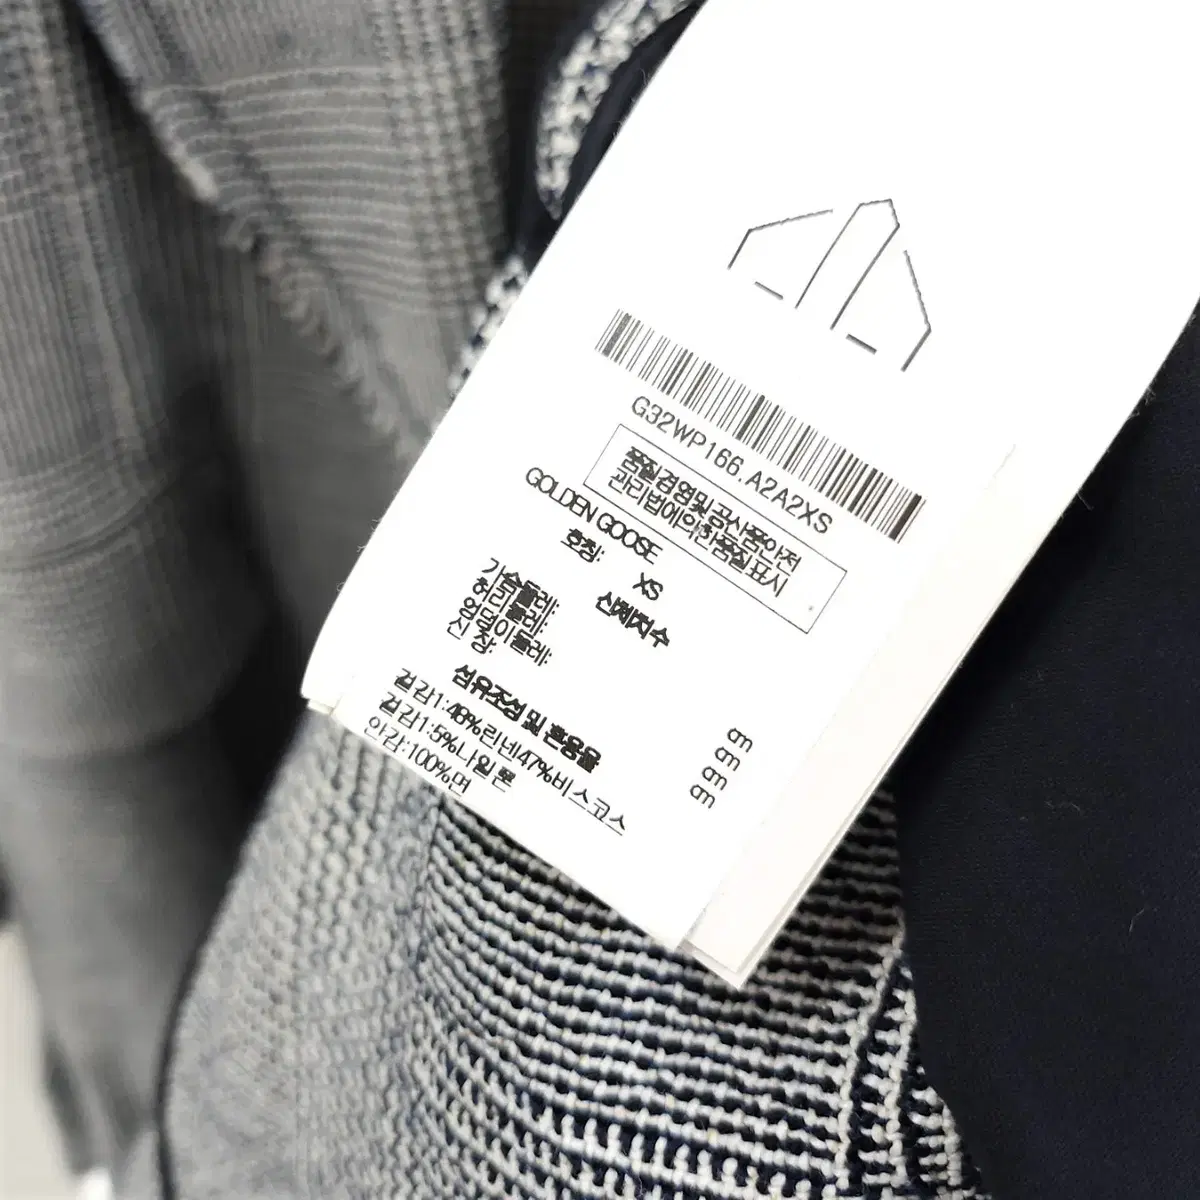 G32WP166.A2A2XS
품질경영및공산품안전
관리법에의한품질표시
GOLDEN GOOSE
호칭: XS
신체치수
가슴둘레: cm
허리둘레: cm
엉덩이둘레: cm
신 장: cm
섬유조성 및 혼용율
겉감1:48%린넨47%비스코스
겉감1:5%나일론
안감:100%면